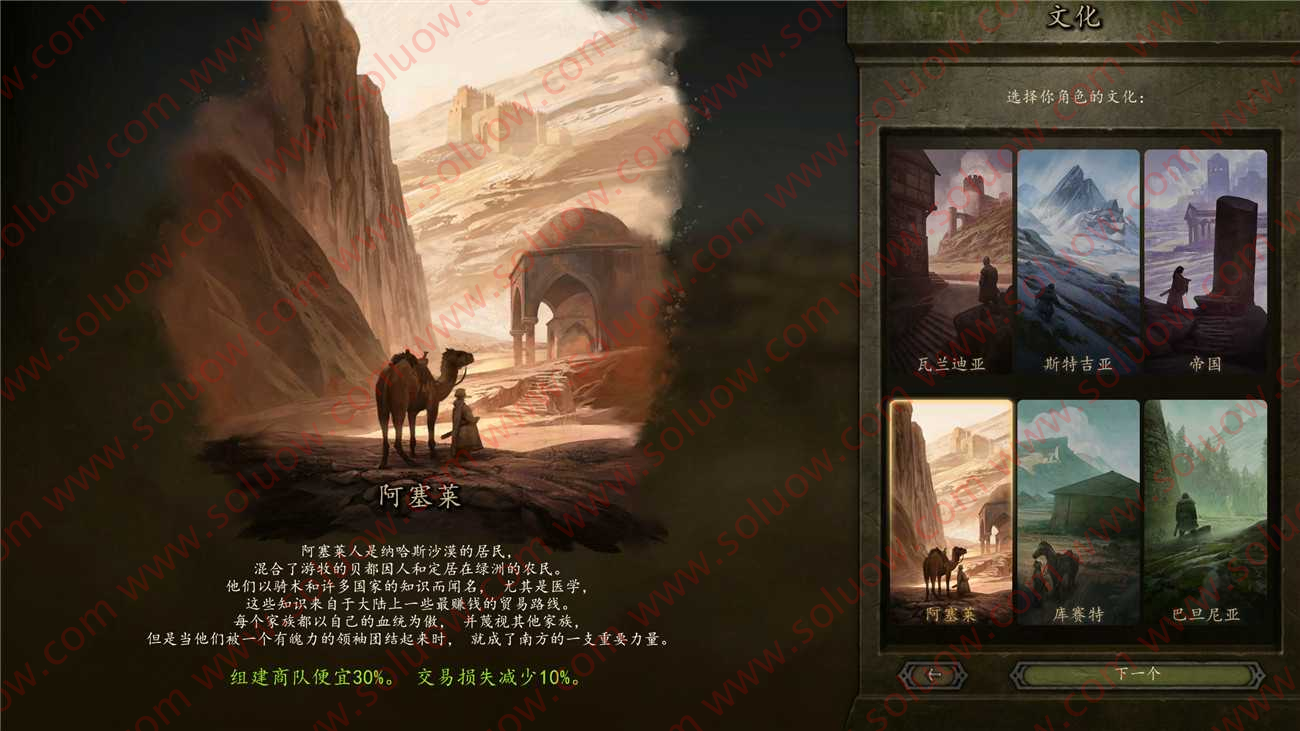 文化
选择你角色的文化：
瓦兰迪亚
斯特吉亚
帝国
阿塞莱
库赛特
巴旦尼亚
下一个
阿塞莱
阿塞莱人是纳哈斯沙漠的居民，
混合了游牧的贝都因人和定居在绿洲的农民。
他们以骑术和许多国家的知识而闻名， 尤其是医学，
这些知识来自于大陆上一些最赚钱的贸易路线。
每个家族都以自己的血统为傲， 并蔑视其他家族，
但是当他们被一个有魄力的领袖团结起来时， 就成了南方的一支重要力量。
组建商队便宜30%。 交易损失减少10%。
www.soluow.com